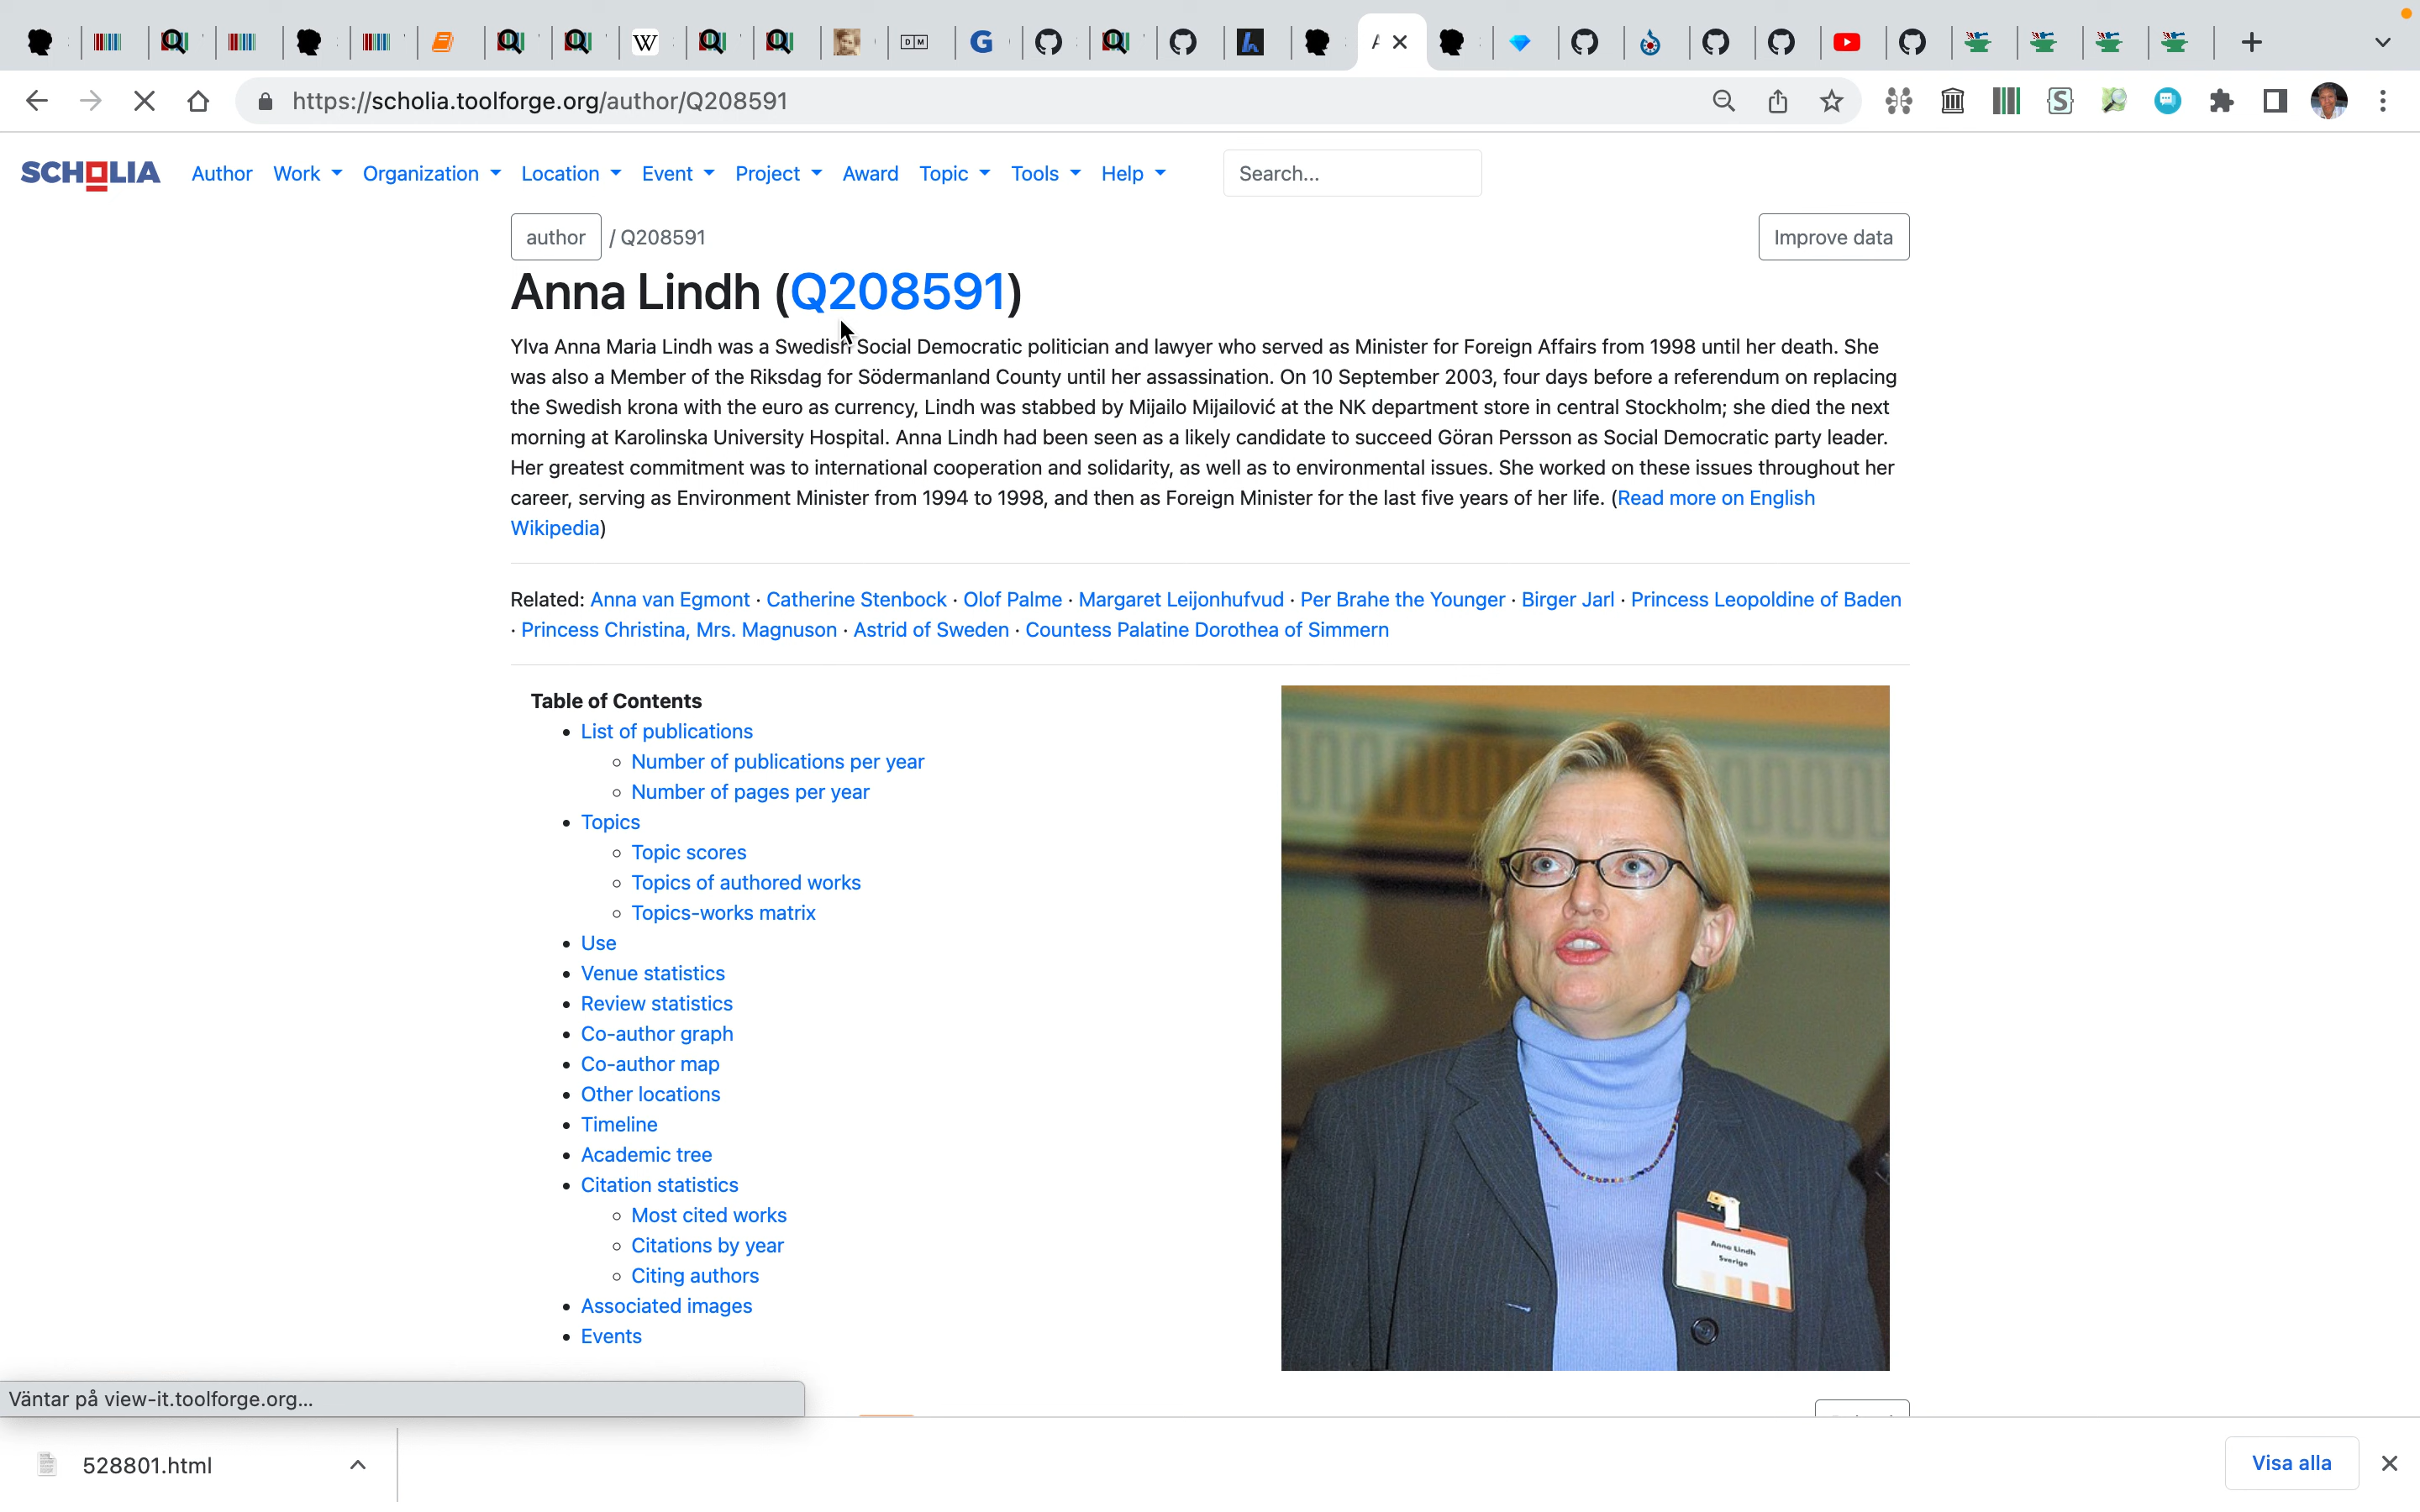 https://scholia.toolforge.org/author/Q208591
SCHOLIA Author Work Organization Location Event Project Award Topic Tools Help Search...
author / Q208591 Improve data
Anna Lindh (Q208591)
Ylva Anna Maria Lindh was a Swedish Social Democratic politician and lawyer who served as Minister for Foreign Affairs from 1998 until her death. She
was also a Member of the Riksdag for Södermanland County until her assassination. On 10 September 2003, four days before a referendum on replacing
the Swedish krona with the euro as currency, Lindh was stabbed by Mijailo Mijailović at the NK department store in central Stockholm; she died the next
morning at Karolinska University Hospital. Anna Lindh had been seen as a likely candidate to succeed Göran Persson as Social Democratic party leader.
Her greatest commitment was to international cooperation and solidarity, as well as to environmental issues. She worked on these issues throughout her
career, serving as Environment Minister from 1994 to 1998, and then as Foreign Minister for the last five years of her life. (Read more on English
Wikipedia)
Related: Anna van Egmont · Catherine Stenbock · Olof Palme · Margaret Leijonhufvud · Per Brahe the Younger · Birger Jarl · Princess Leopoldine of Baden
· Princess Christina, Mrs. Magnuson · Astrid of Sweden · Countess Palatine Dorothea of Simmern
Table of Contents
List of publications
Number of publications per year
Number of pages per year
Topics
Topic scores
Topics of authored works
Topics-works matrix
Use
Venue statistics
Review statistics
Co-author graph
Co-author map
Other locations
Timeline
Academic tree
Citation statistics
Most cited works
Citations by year
Citing authors
Associated images
Events
Anna Lindh
Sverige
Väntar på view-it.toolforge.org...
528801.html
Visa alla